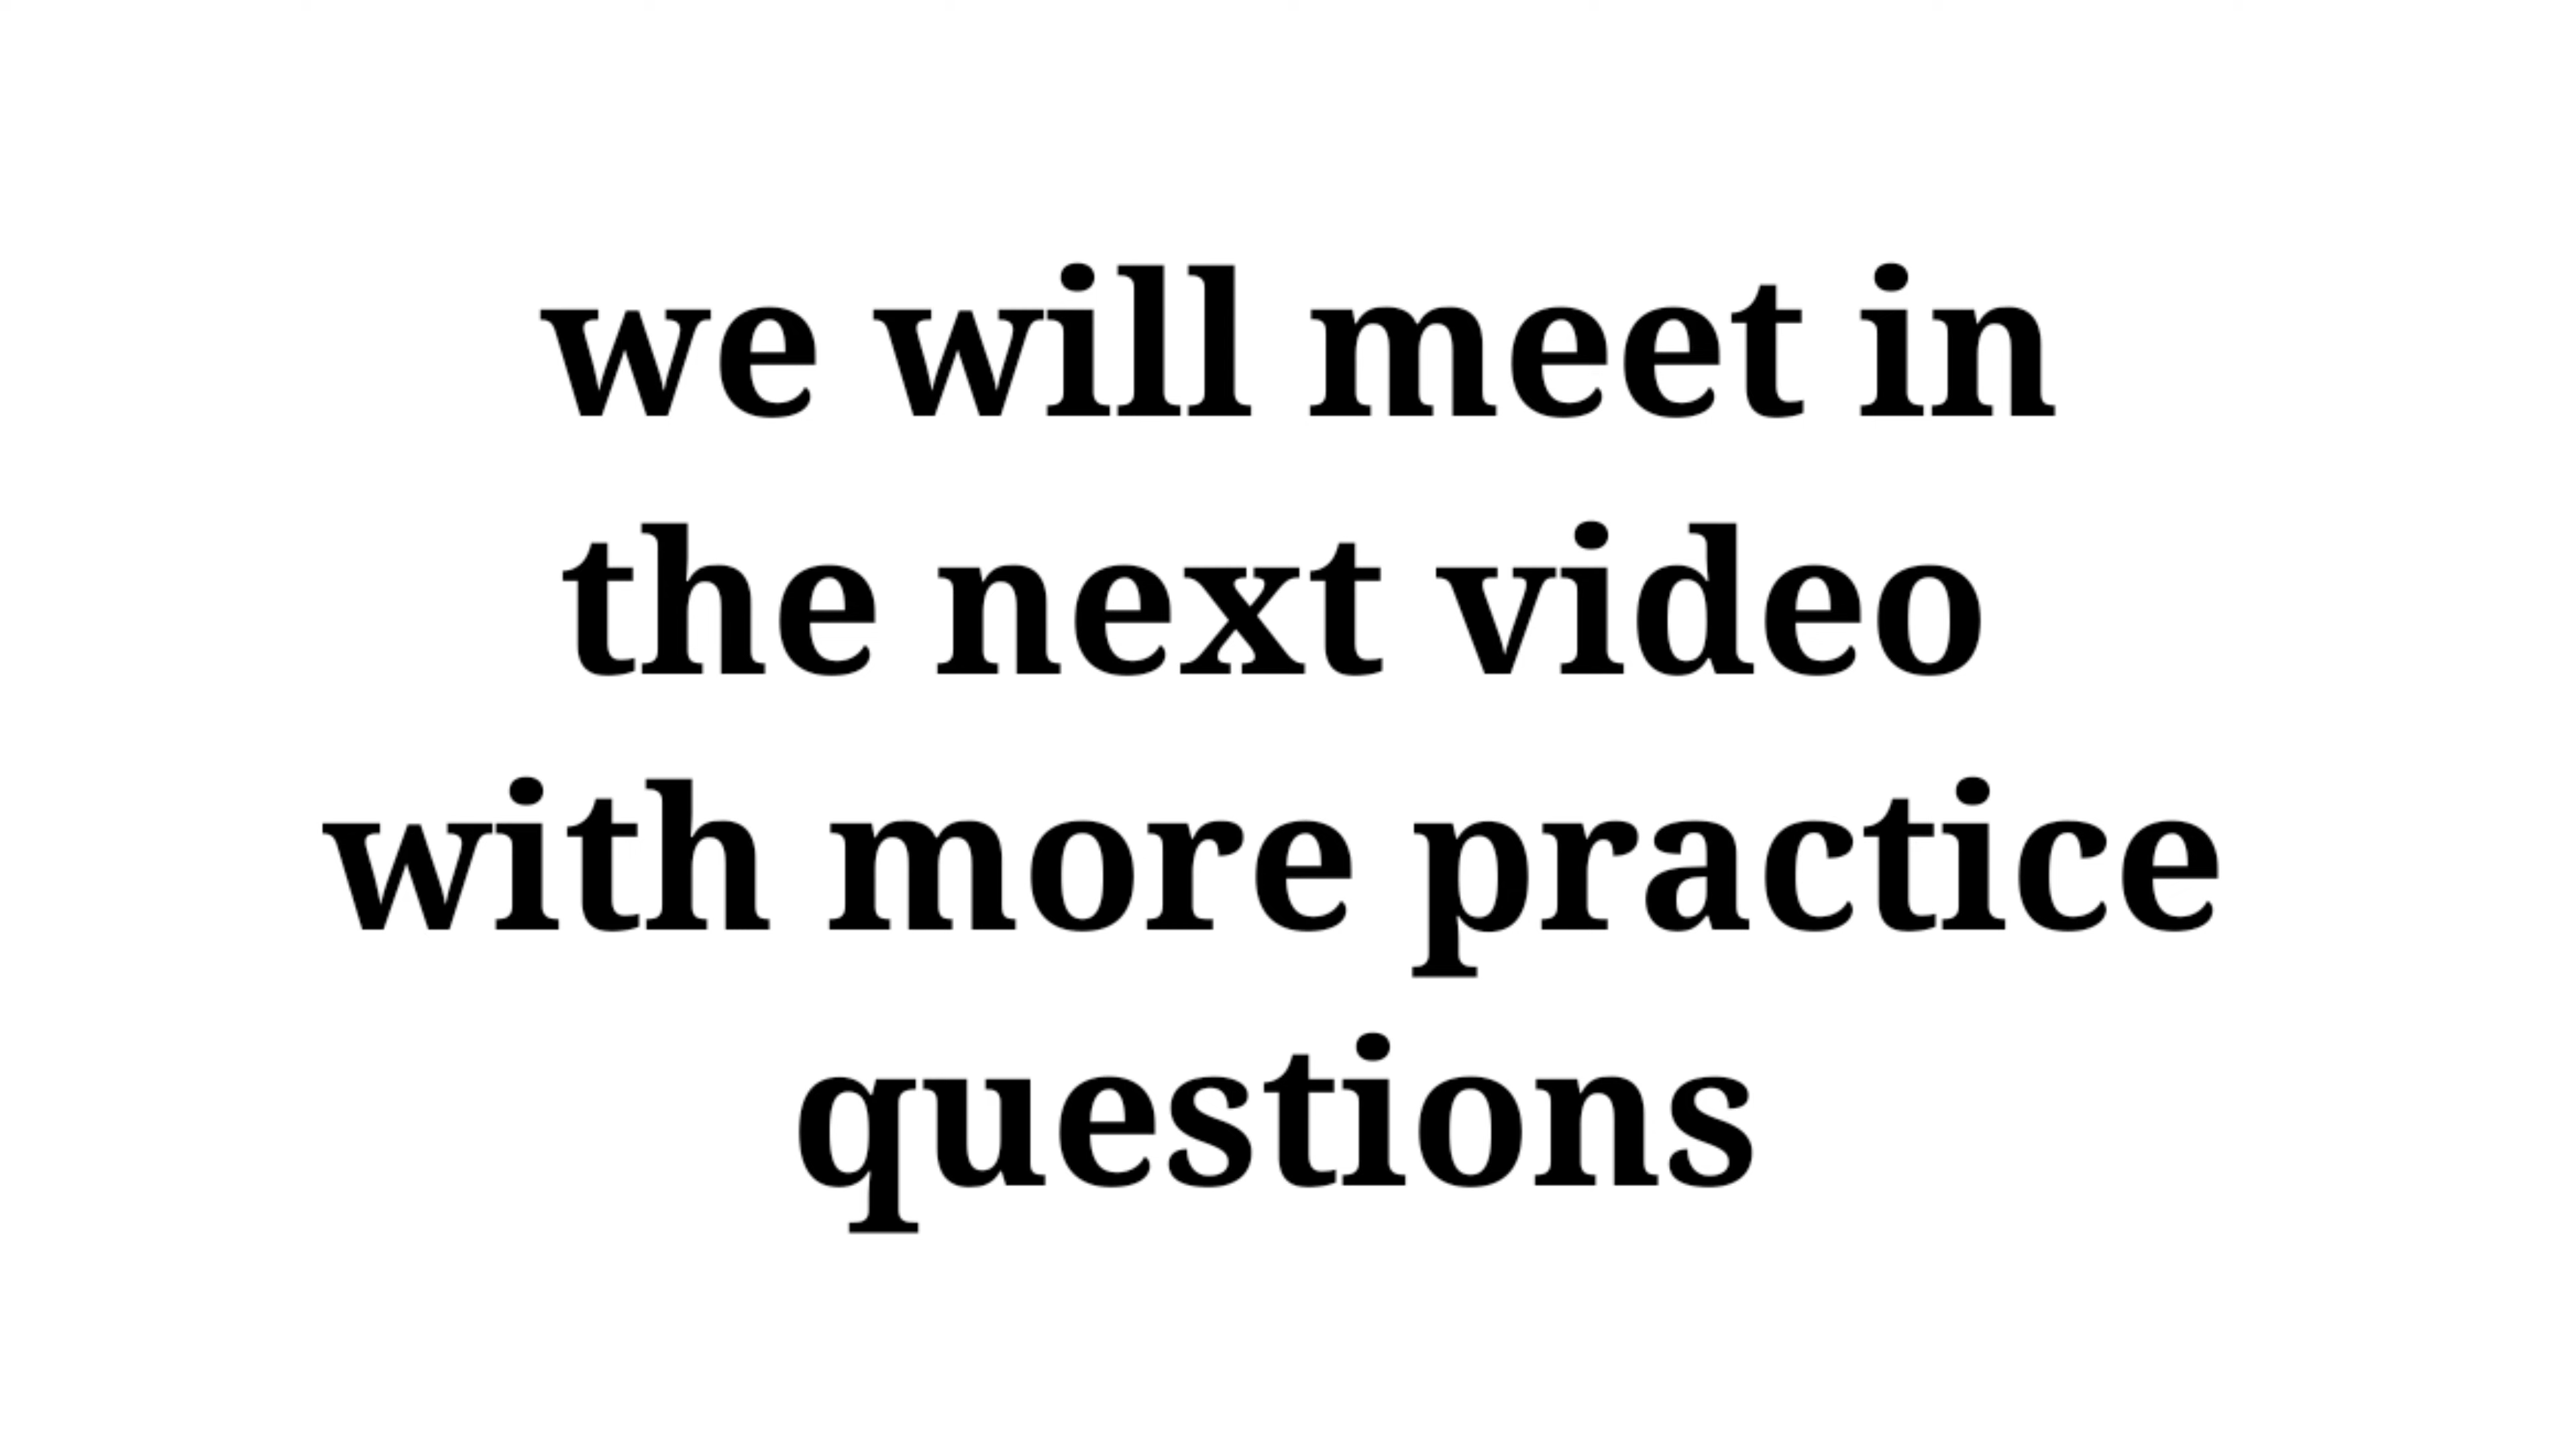 we will meet in
the next video
with more practice
questions